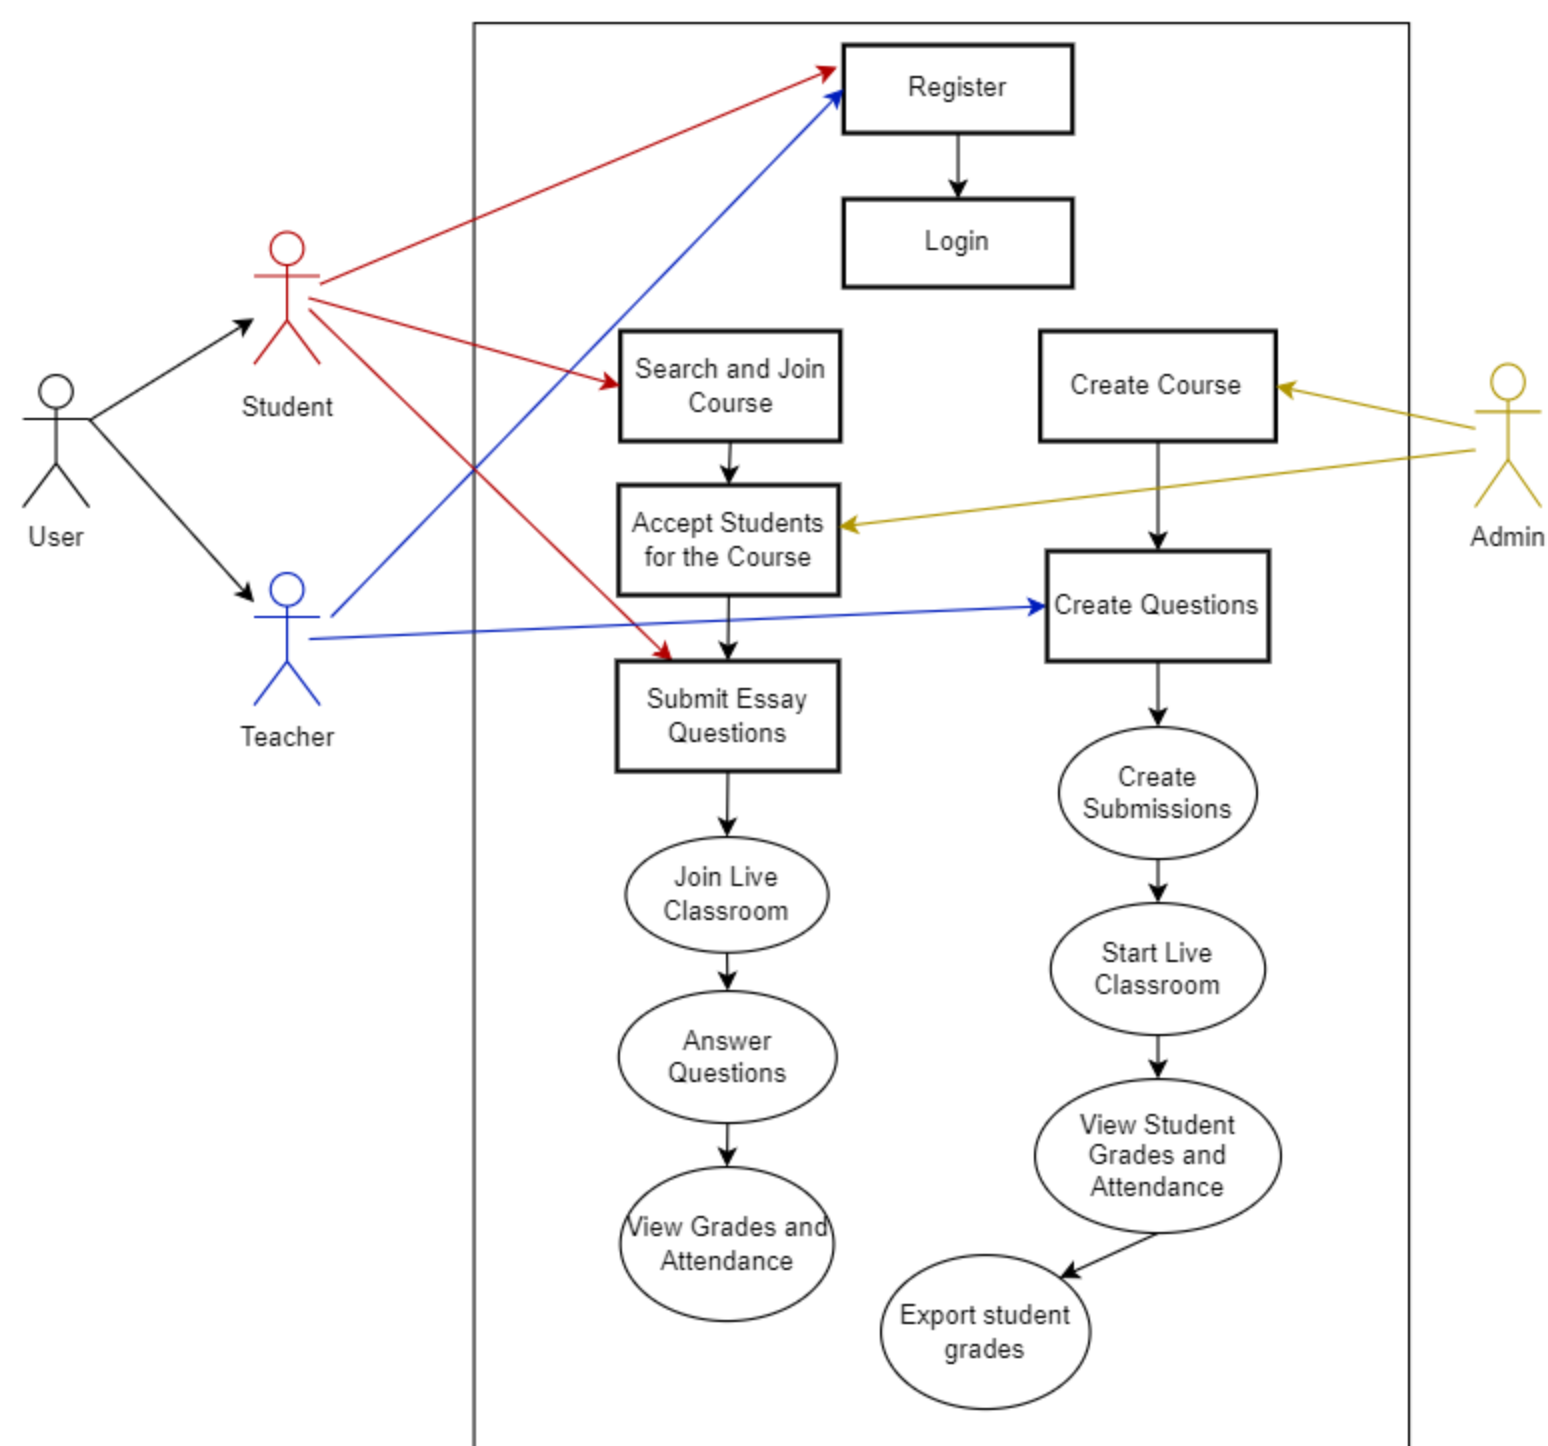 Register
Login
Student
Search and Join
Course
Create Course
User
Accept Students
for the Course
Admin
Create Questions
Teacher
Submit Essay
Questions
Create
Submissions
Join Live
Classroom
Start Live
Classroom
Answer
Questions
View Student
Grades and
Attendance
View Grades and
Attendance
Export student
grades